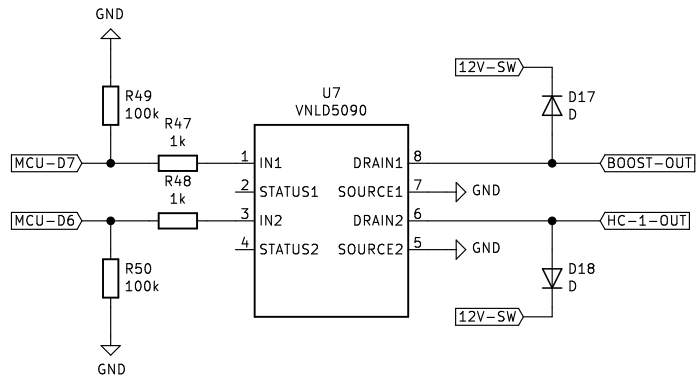 GND
12V-SW
U7
VNLD5090
R49
100k
D17
D
R47
1k
MCU-D7
1
IN1
DRAIN1
8
BOOST-OUT
R48
1k
2
STATUS1
SOURCE1
7
GND
MCU-D6
3
IN2
DRAIN2
6
HC-1-OUT
4
STATUS2
SOURCE2
5
GND
R50
100k
D18
D
12V-SW
GND